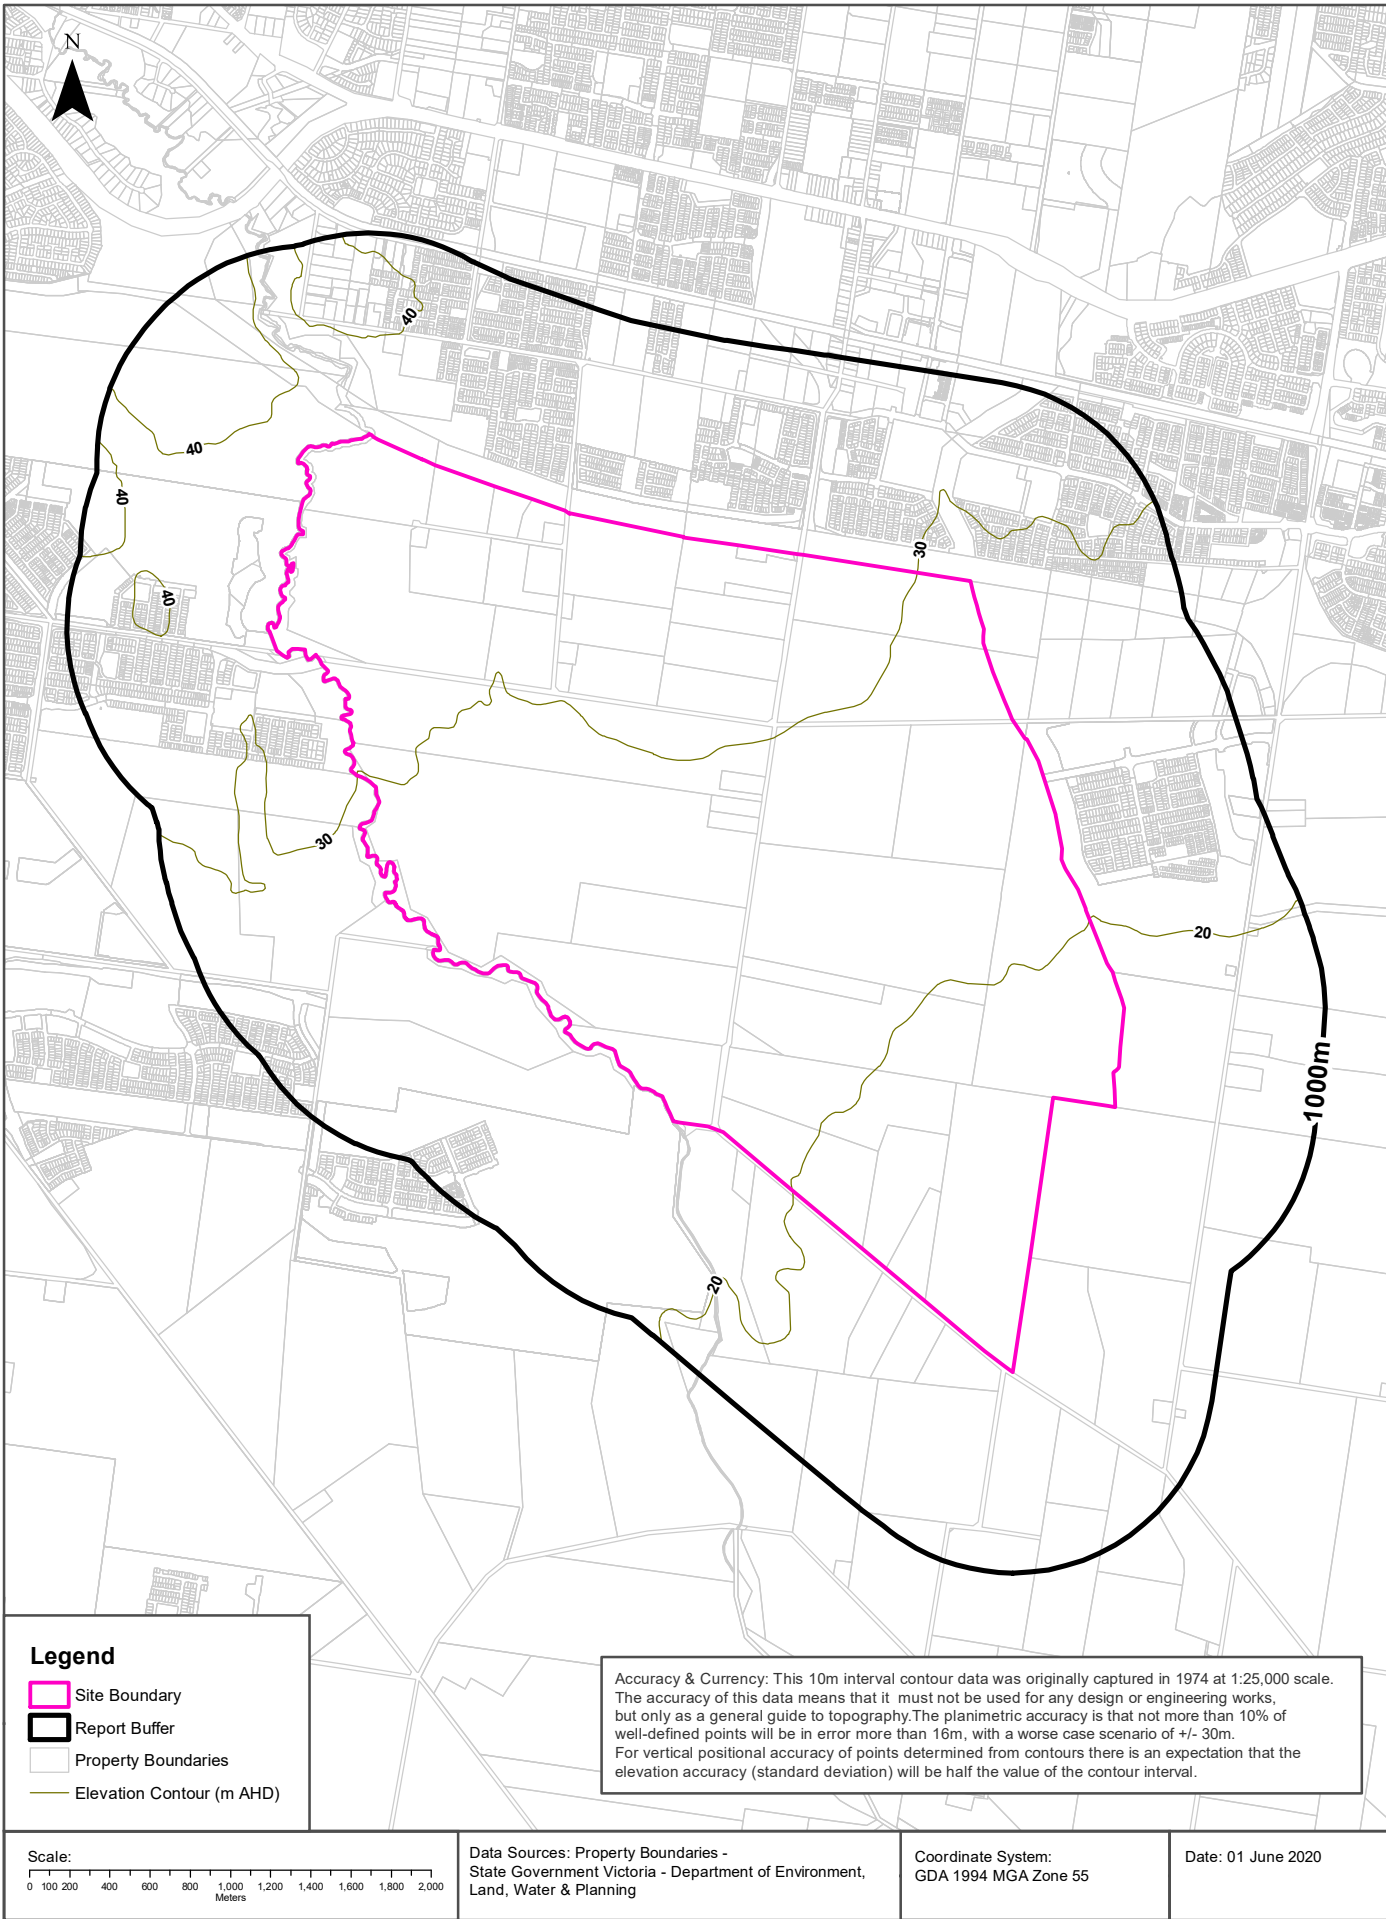 N
40
40
40
30
40
30
20
1000m
20
Legend
Site Boundary
Report Buffer
Property Boundaries
Elevation Contour (m AHD)
Accuracy & Currency: This 10m interval contour data was originally captured in 1974 at 1:25,000 scale.
The accuracy of this data means that it must not be used for any design or engineering works,
but only as a general guide to topography.The planimetric accuracy is that not more than 10% of
well-defined points will be in error more than 16m, with a worse case scenario of +/- 30m.
For vertical positional accuracy of points determined from contours there is an expectation that the
elevation accuracy (standard deviation) will be half the value of the contour interval.
Scale:
0 100 200 400 600 800 1,000 1,200 1,400 1,600 1,800 2,000
Meters
Data Sources: Property Boundaries -
State Government Victoria - Department of Environment,
Land, Water & Planning
Coordinate System:
GDA 1994 MGA Zone 55
Date: 01 June 2020